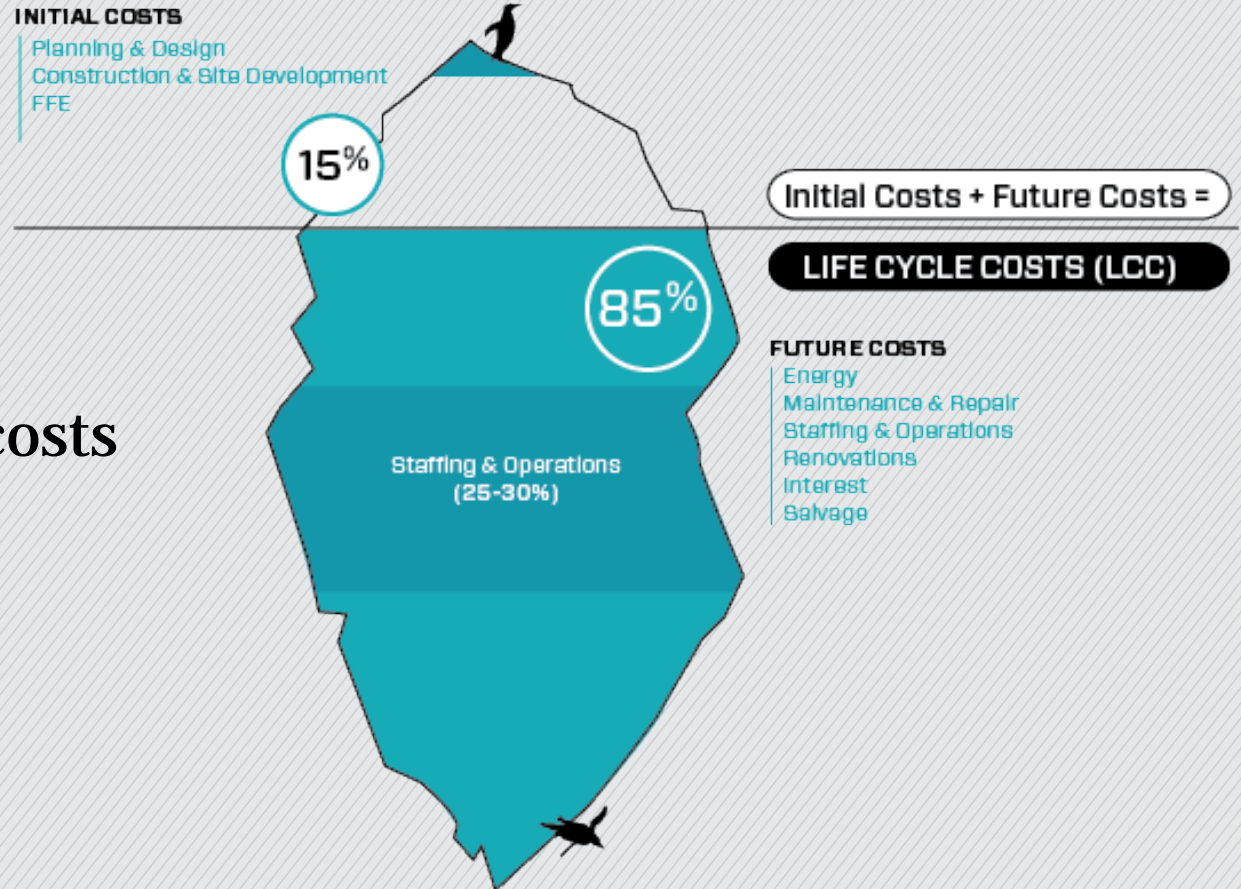 INITIAL COSTS
Planning & Design
Construction & Site Development
FFE
15%
Initial Costs + Future Costs =
LIFE CYCLE COSTS (LCC)
85%
FUTURE COSTS
Energy
Maintenance & Repair
Staffing & Operations
Renovations
Interest
Salvage
costs
Staffing & Operations
(25-30%)